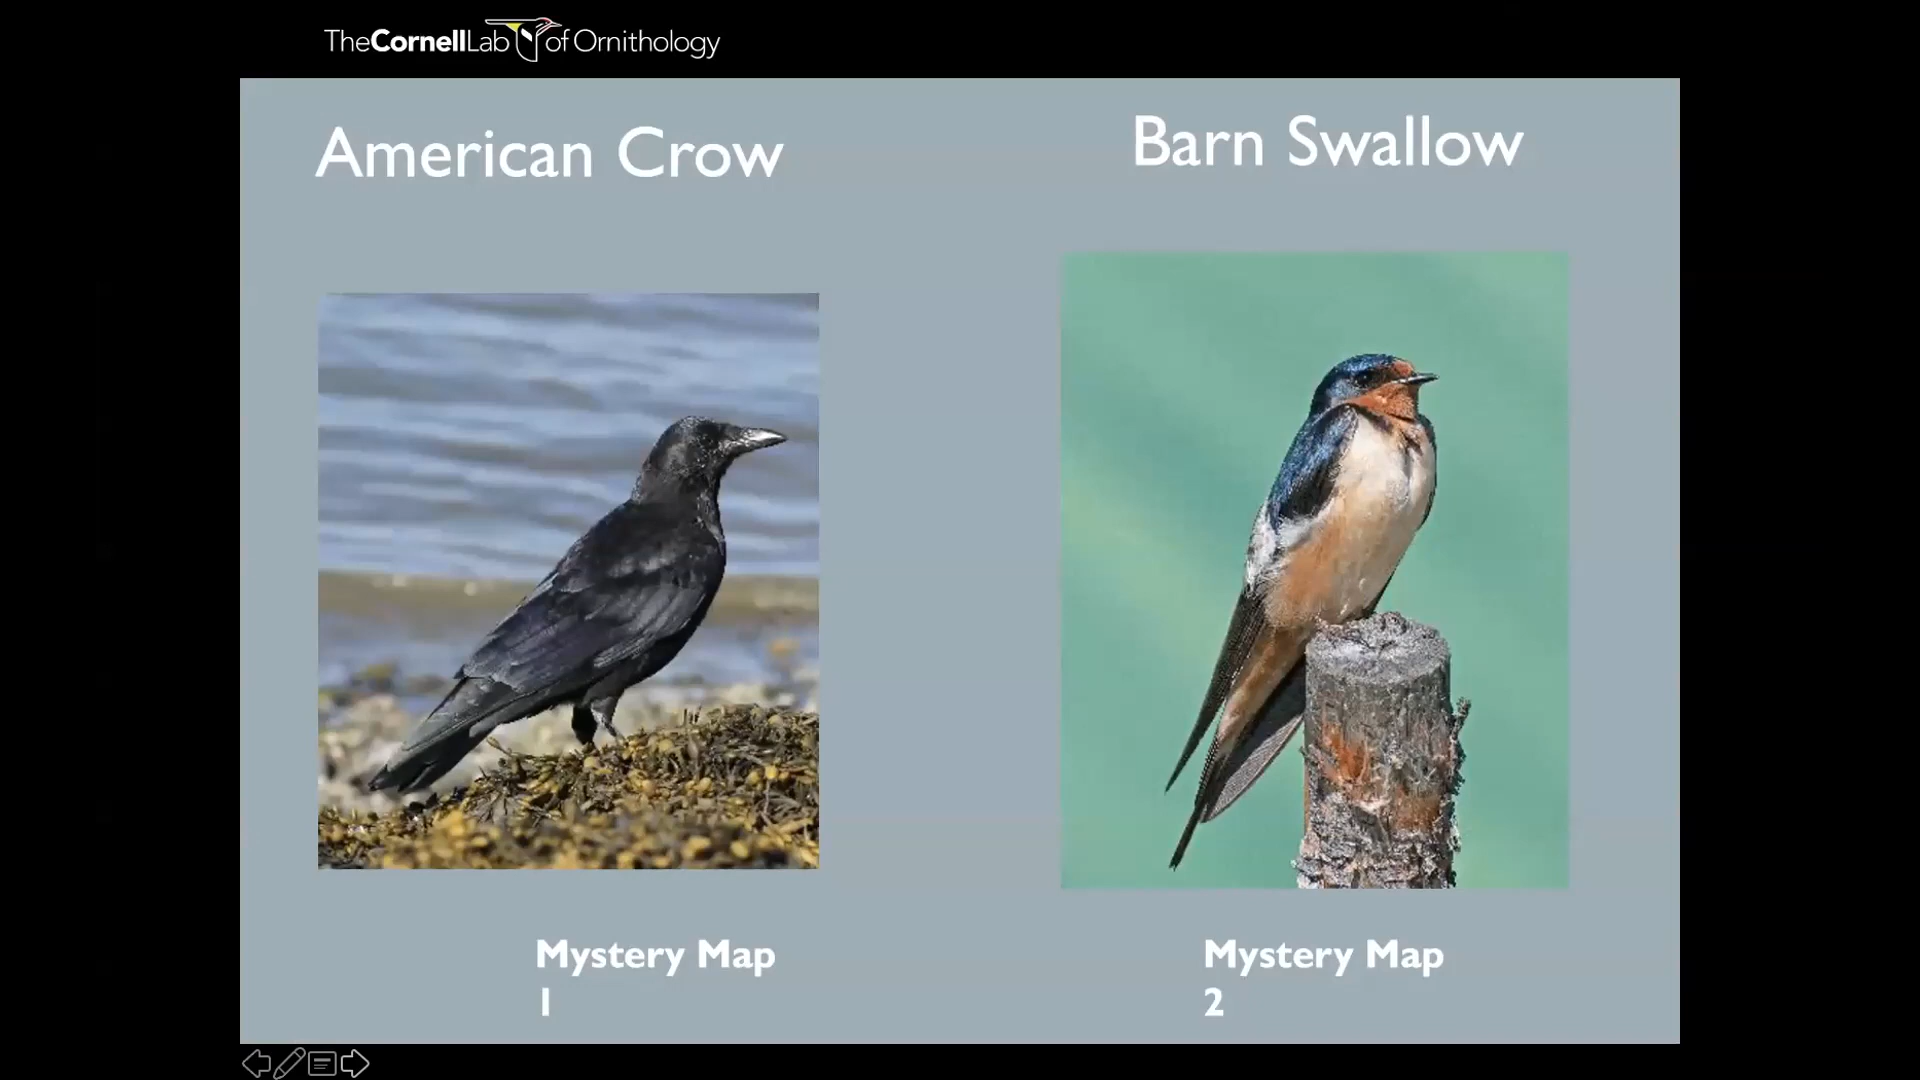 TheCornellLab of Ornithology
American Crow
Barn Swallow
Mystery Map
1
Mystery Map
2